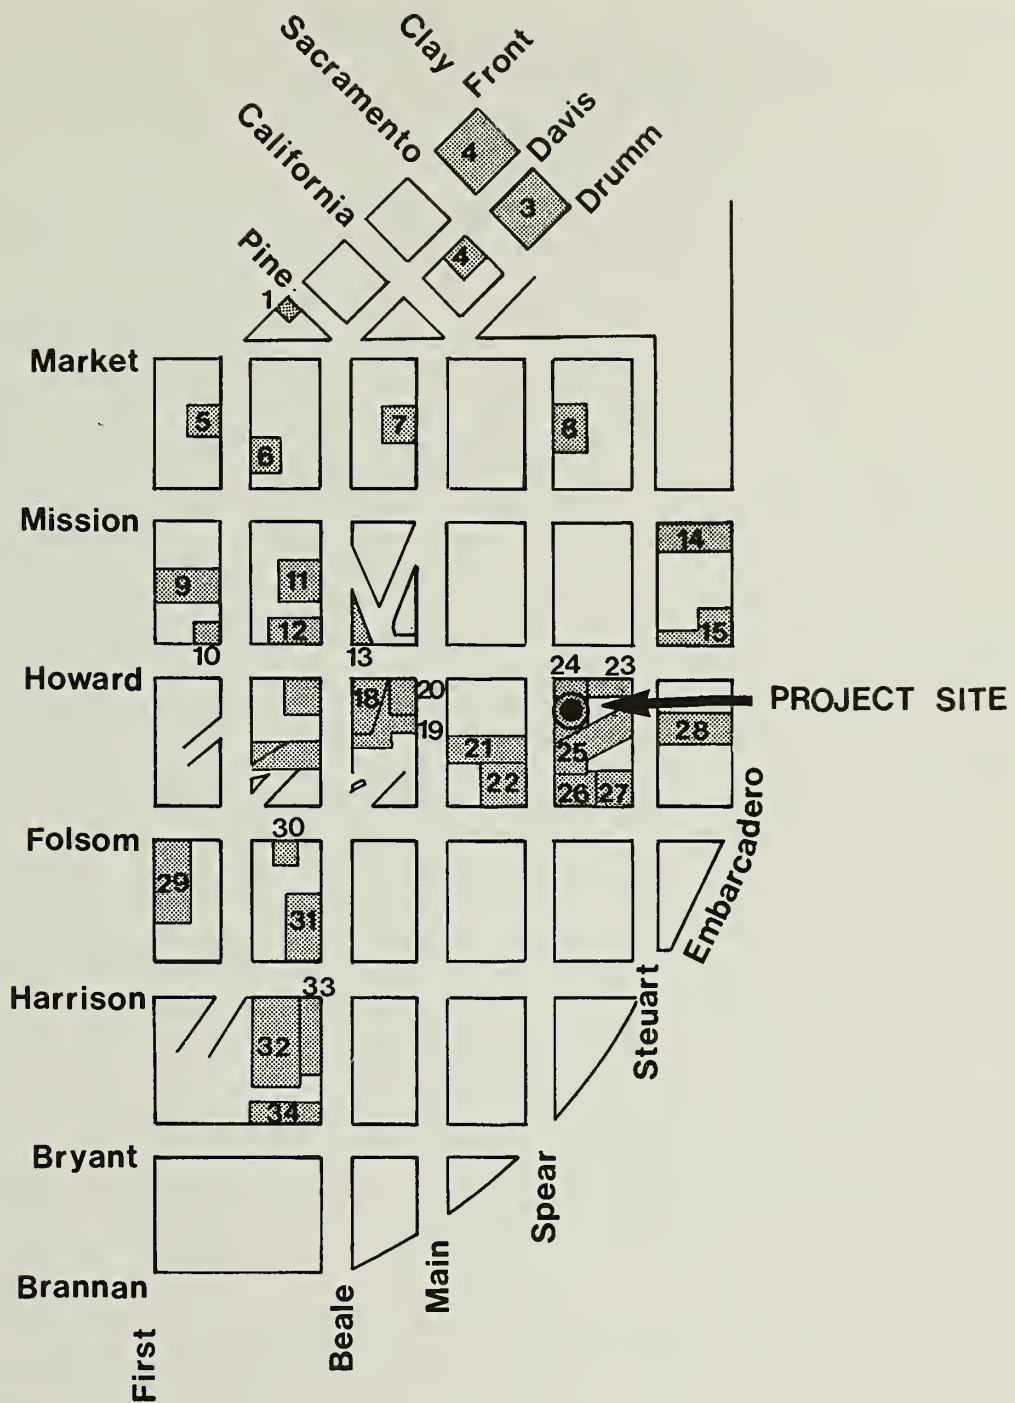 Clay
Front
Sacramento
Davis
4
California
Drumm
3
Pine
4
1
Market
5
7
8
6
Mission
14
9
11
12
15
10
13
24
23
Howard
18
20
PROJECT SITE
19
28
21
25
22
26
27
Folsom
30
29
31
Embarcadero
Harrison
33
32
Steuart
34
Bryant
Spear
Main
Brannan
Beale
First